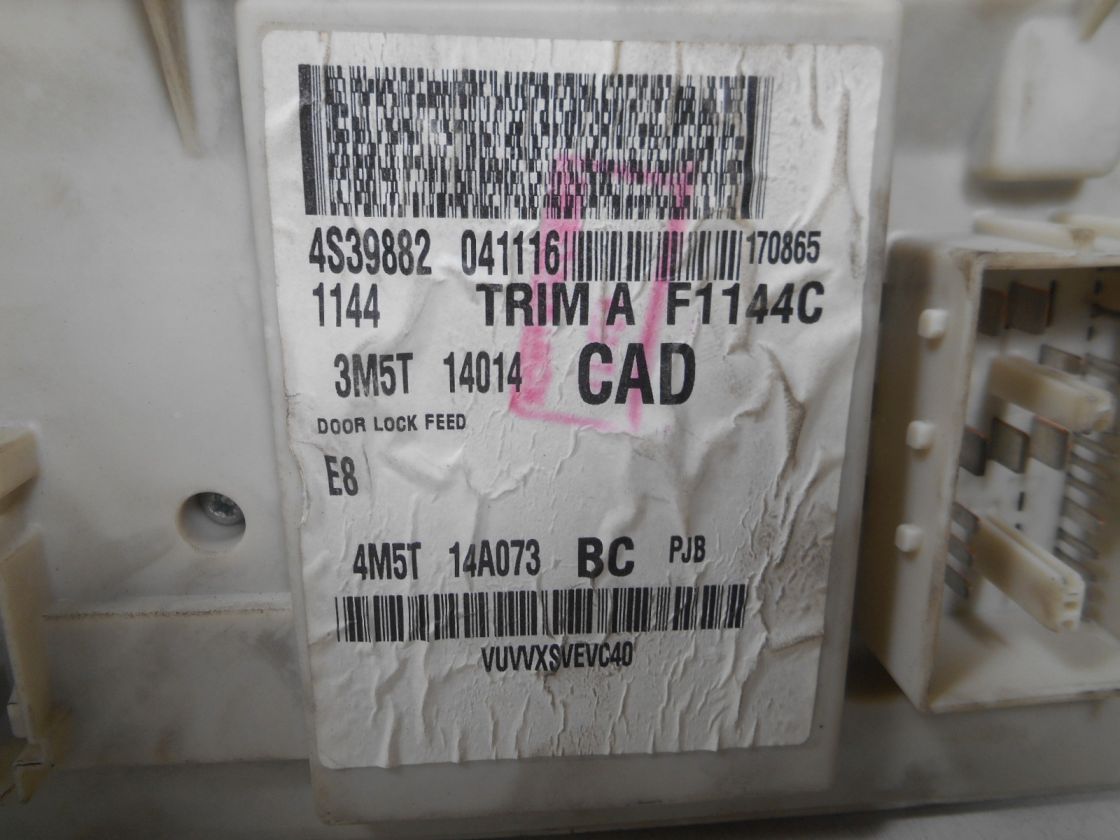 4S39882 041116 170865
1144 TRIM A F1144C
3M5T 14014 CAD
DOOR LOCK FEED
E8
4M5T 14A073 BC PJB
VUVVXSVEVC40